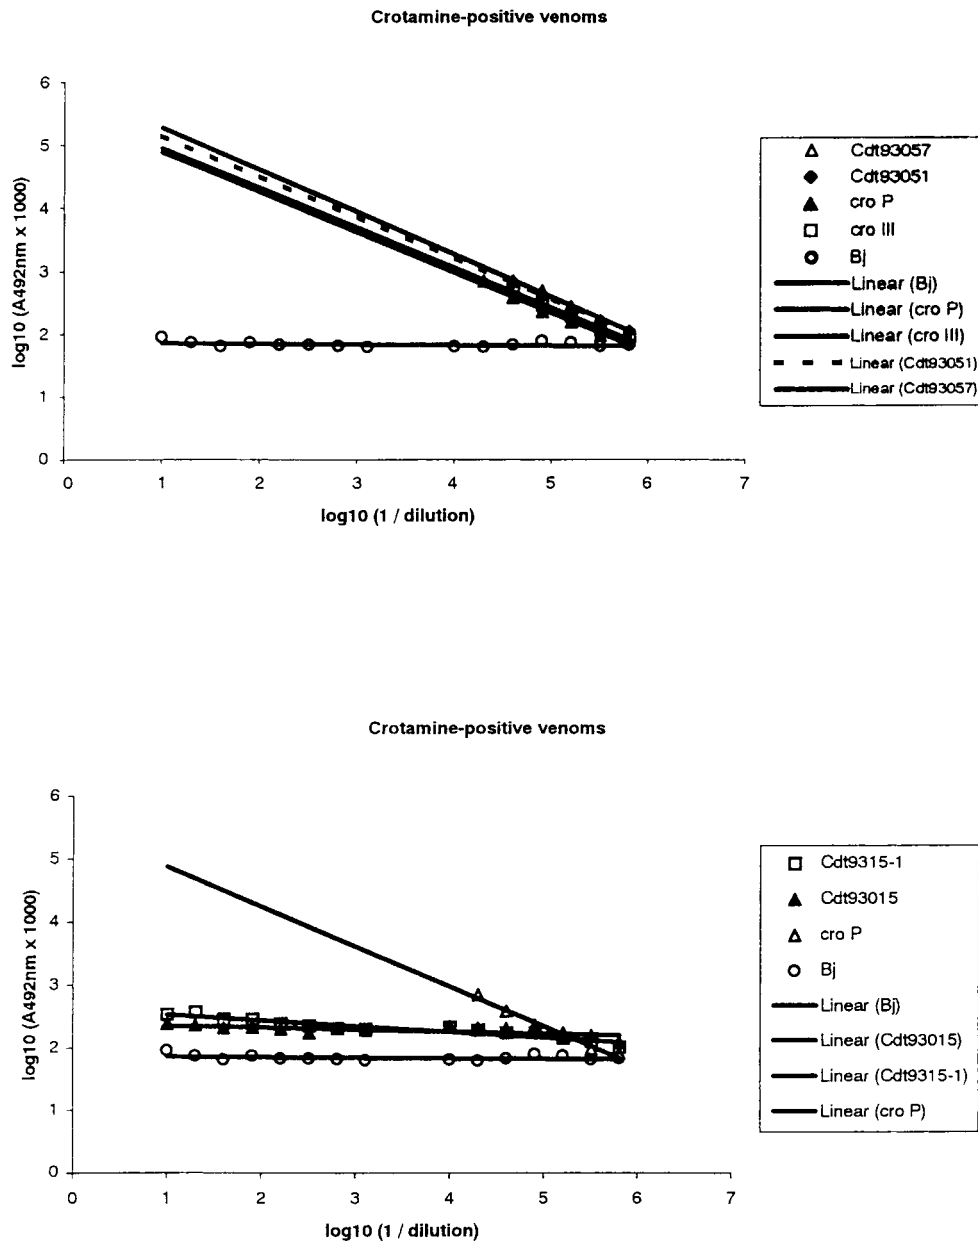 Crotamine-positive venoms
6
5
4
3
2
1
0
log10 (A492nm x 1000)
0 1 2 3 4 5 6 7
log10 (1 / dilution)
Cdt93057
Cdt93051
cro P
cro III
Bj
Linear (Bj)
Linear (cro P)
Linear (cro III)
Linear (Cdt93051)
Linear (Cdt93057)
Crotamine-positive venoms
6
5
4
3
2
1
0
log10 (A492nm x 1000)
0 1 2 3 4 5 6 7
log10 (1 / dilution)
Cdt9315-1
Cdt93015
cro P
Bj
Linear (Bj)
Linear (Cdt93015)
Linear (Cdt9315-1)
Linear (cro P)